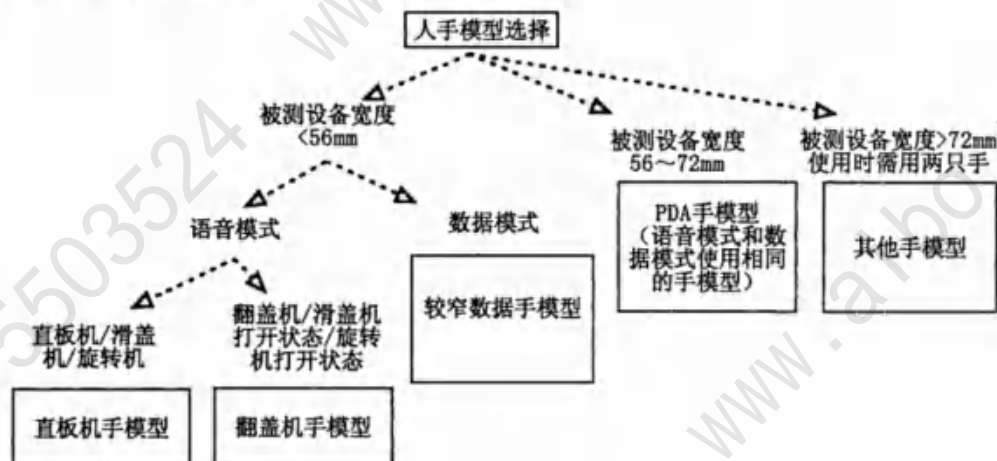 人手模型选择
被测设备宽度
<56mm
被测设备宽度
56～72mm
被测设备宽度>72mm
使用时需用两只手
语音模式
数据模式
PDA手模型
（语音模式和数
据模式使用相同
的手模型）
其他手模型
较窄数据手模型
直板机/滑盖
机/旋转机
翻盖机/滑盖机
打开状态/旋转
机打开状态
直板机手模型
翻盖机手模型
5503524
www.abo